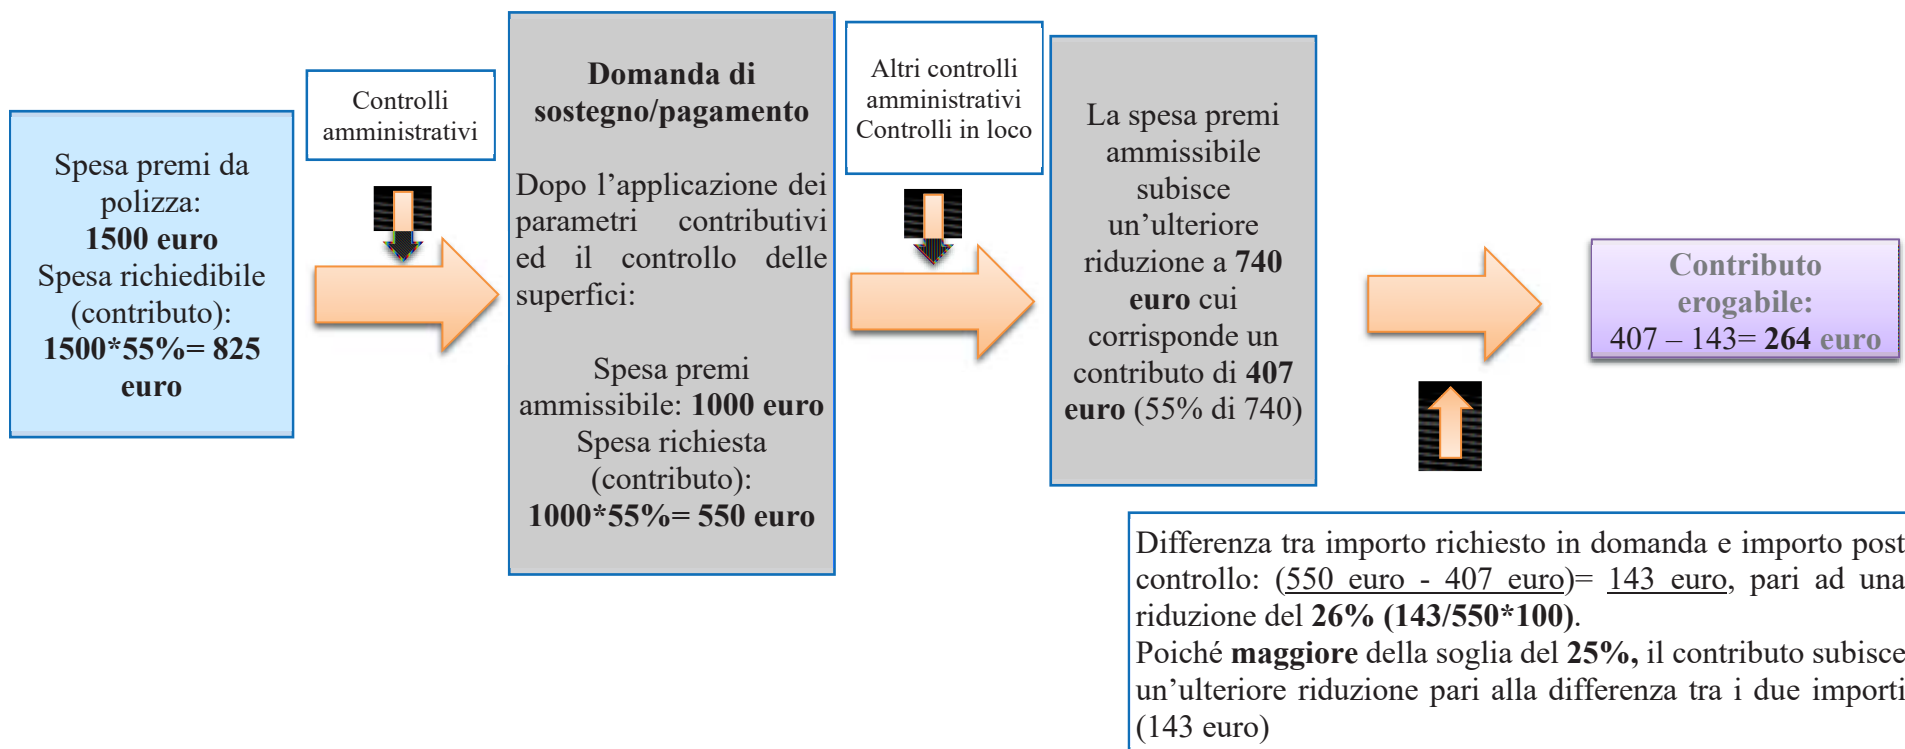 Spesa premi da
polizza:
1500 euro
Spesa richiedibile
(contributo):
1500*55%= 825
euro
Controlli
amministrativi
Domanda di
sostegno/pagamento
Dopo l’applicazione dei
parametri contributivi
ed il controllo delle
superfici:
Spesa premi
ammissibile: 1000 euro
Spesa richiesta
(contributo):
1000*55%= 550 euro
Altri controlli
amministrativi
Controlli in loco
La spesa premi
ammissibile
subisce
un’ulteriore
riduzione a 740
euro cui
corrisponde un
contributo di 407
euro (55% di 740)
Contributo
erogabile:
407 – 143= 264 euro
Differenza tra importo richiesto in domanda e importo post
controllo: (550 euro - 407 euro)= 143 euro, pari ad una
riduzione del 26% (143/550*100).
Poiché maggiore della soglia del 25%, il contributo subisce
un’ulteriore riduzione pari alla differenza tra i due importi
(143 euro)